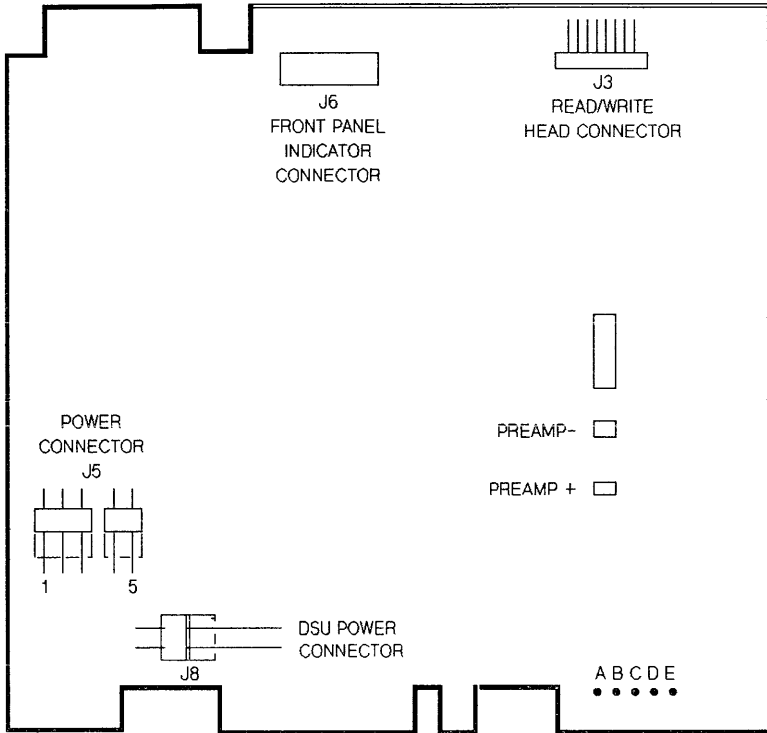 J6
FRONT PANEL
INDICATOR
CONNECTOR
J3
READ/WRITE
HEAD CONNECTOR
POWER
CONNECTOR
J5
1 5
PREAMP-
PREAMP +
DSU POWER
CONNECTOR
J8
A B C D E